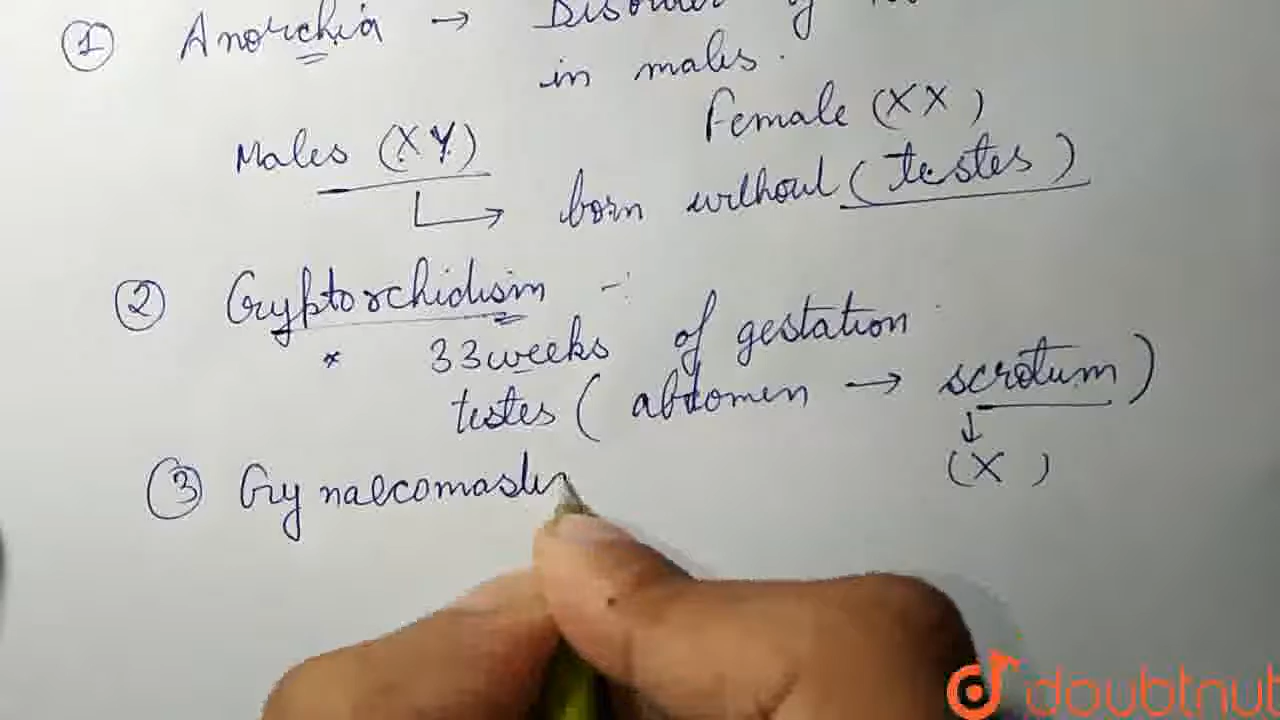 ① Anorchia → Disorder of
in males.
Males (XY) Female (XX)
↳ born without (testes)
② Cryptorchidism -:
* 33 weeks of gestation
testes (abdomen → scrotum)
↓
(X)
③ Gynaecomasti
doubtnut